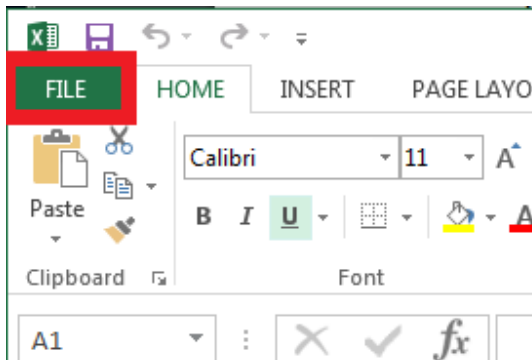 FILE HOME INSERT PAGE LAYO
Calibri 11 A
Paste B I U A
Clipboard Font
A1 fx